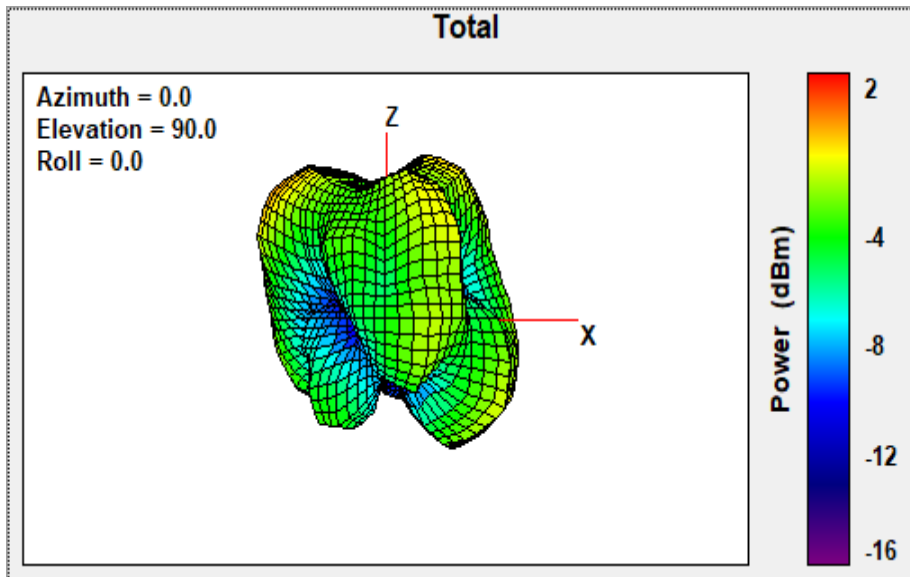 Total
Azimuth = 0.0
Elevation = 90.0
Roll = 0.0
Z
X
Power (dBm)
2
-4
-8
-12
-16